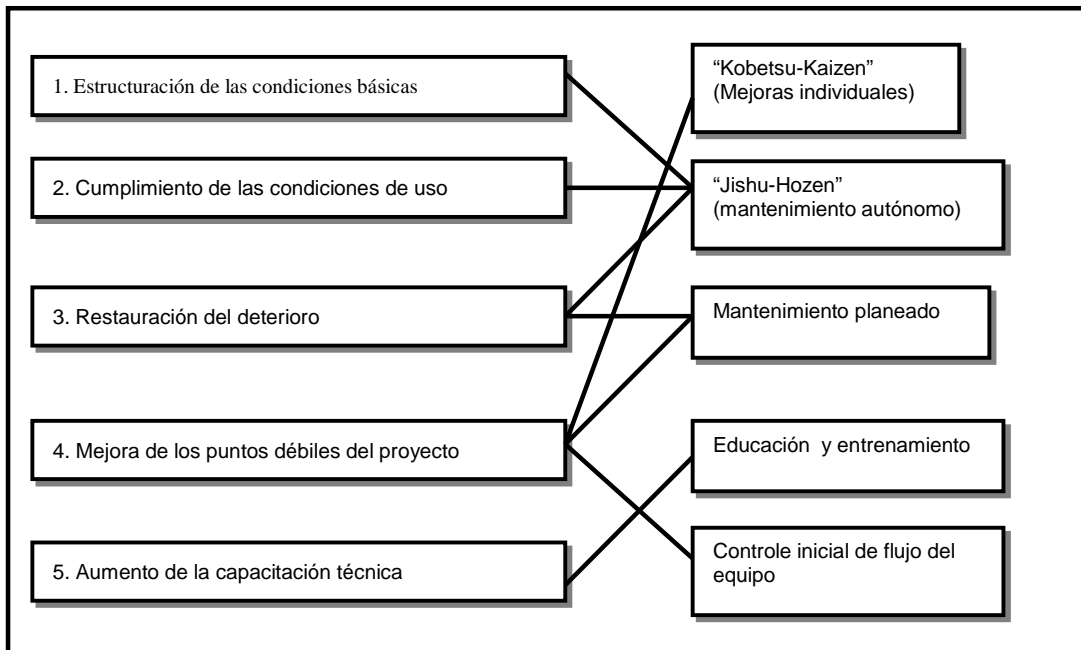 1. Estructuración de las condiciones básicas
2. Cumplimiento de las condiciones de uso
3. Restauración del deterioro
4. Mejora de los puntos débiles del proyecto
5. Aumento de la capacitación técnica
“Kobetsu-Kaizen”
(Mejoras individuales)
“Jishu-Hozen”
(mantenimiento autónomo)
Mantenimiento planeado
Educación y entrenamiento
Controle inicial de flujo del
equipo